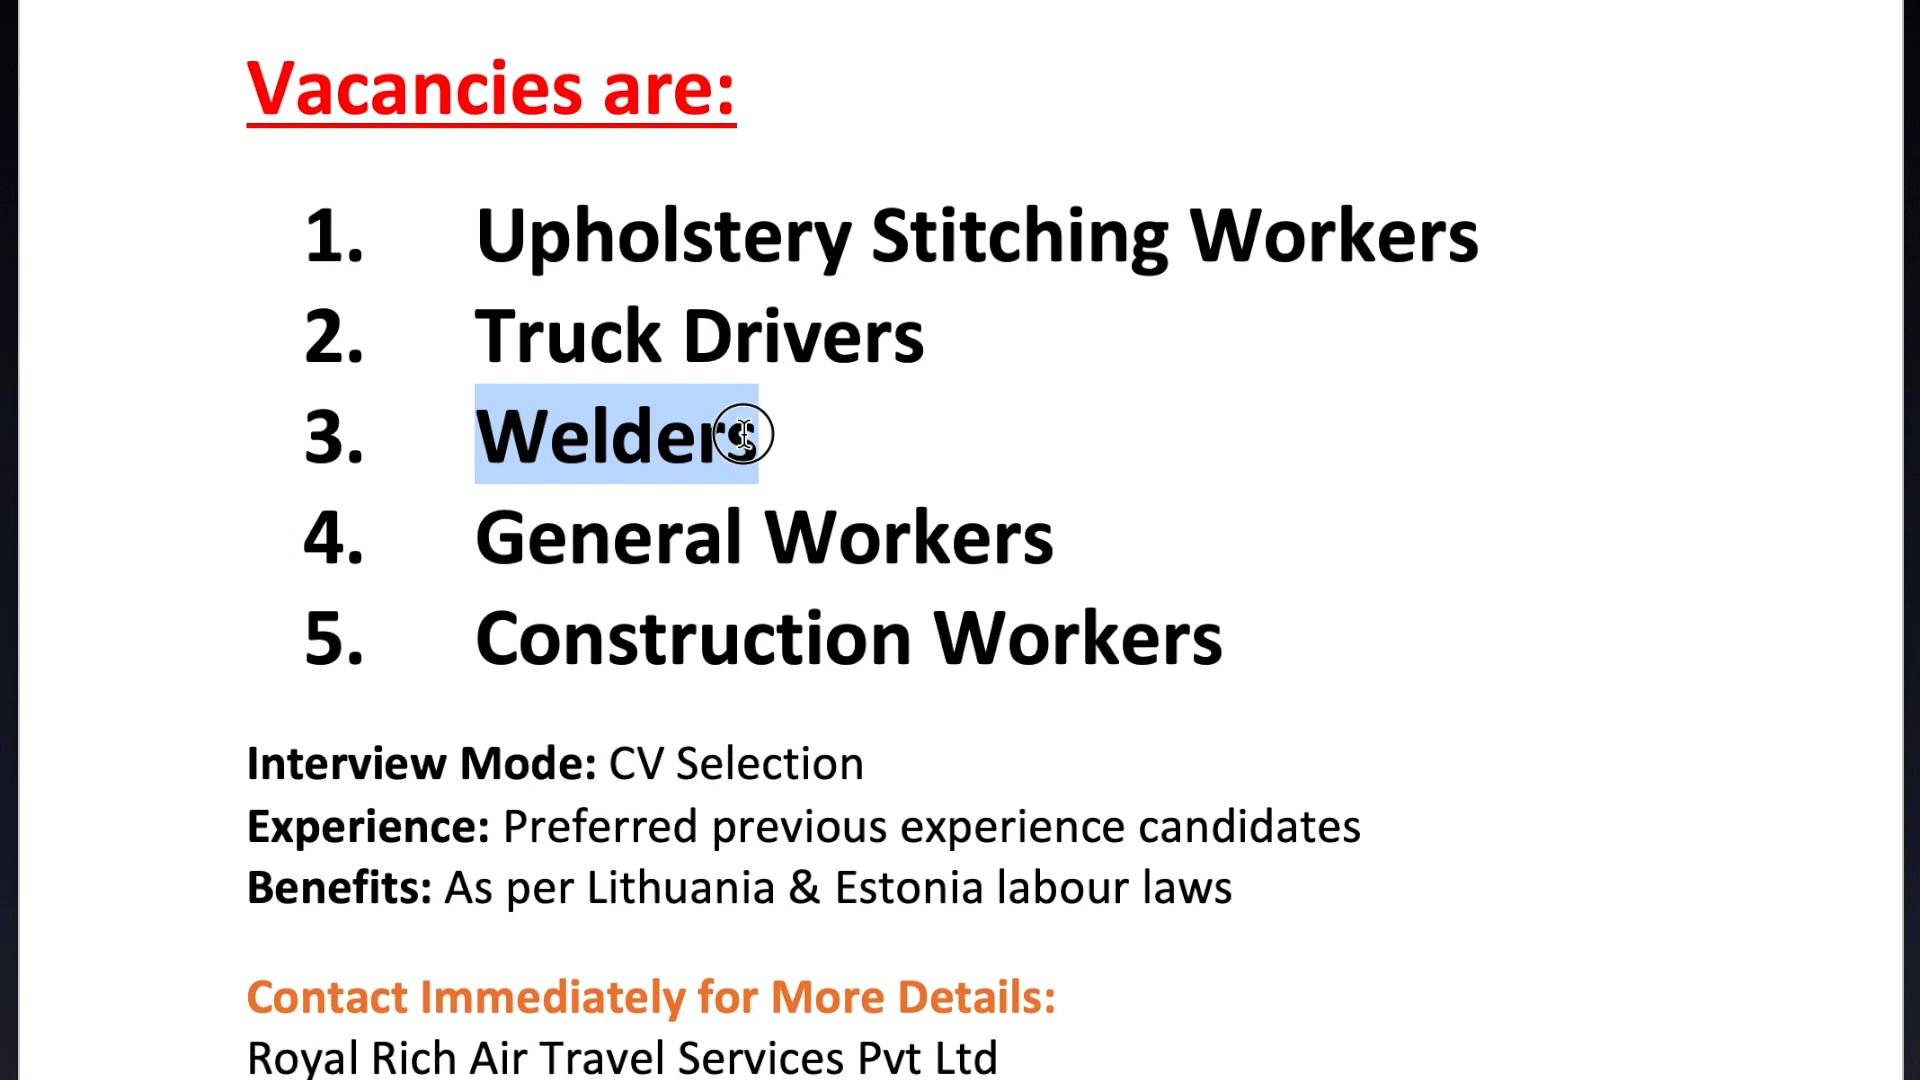 Vacancies are:
1. Upholstery Stitching Workers
2. Truck Drivers
3. Welders
4. General Workers
5. Construction Workers
Interview Mode: CV Selection
Experience: Preferred previous experience candidates
Benefits: As per Lithuania & Estonia labour laws
Contact Immediately for More Details:
Royal Rich Air Travel Services Pvt Ltd